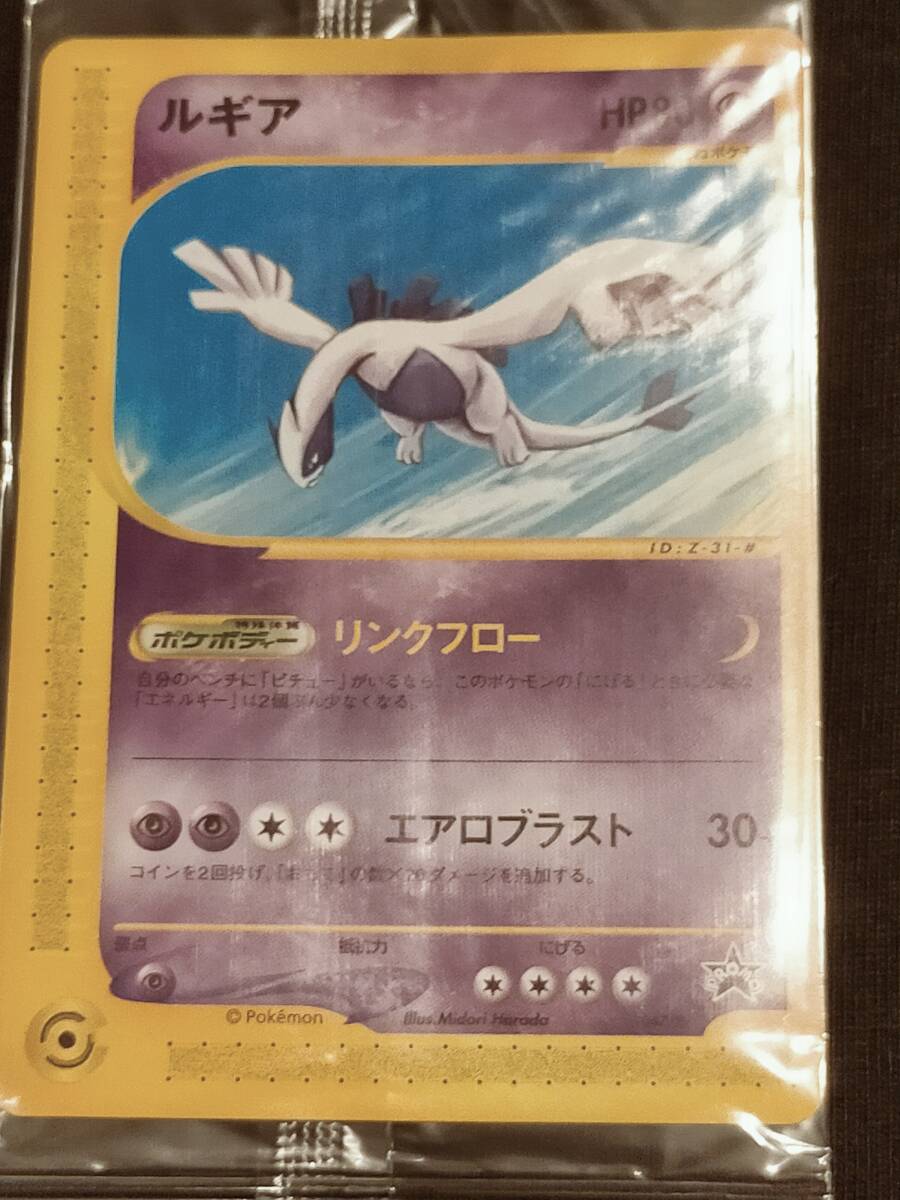 ルギア
HP
ID:Z-31-#
ポケボディー リンクフロー
自分のベンチに「ピチュー」がいるなら、このポケモンの「にげる」ときに必要な
「エネルギー」は2個ぶん少なくなる。
エアロブラスト 30
コインを2回投げ、「おもて」の数×20ダメージを追加する。
弱点 抵抗力 にげる
PROMO
© Pokémon Illus. Midori Harada